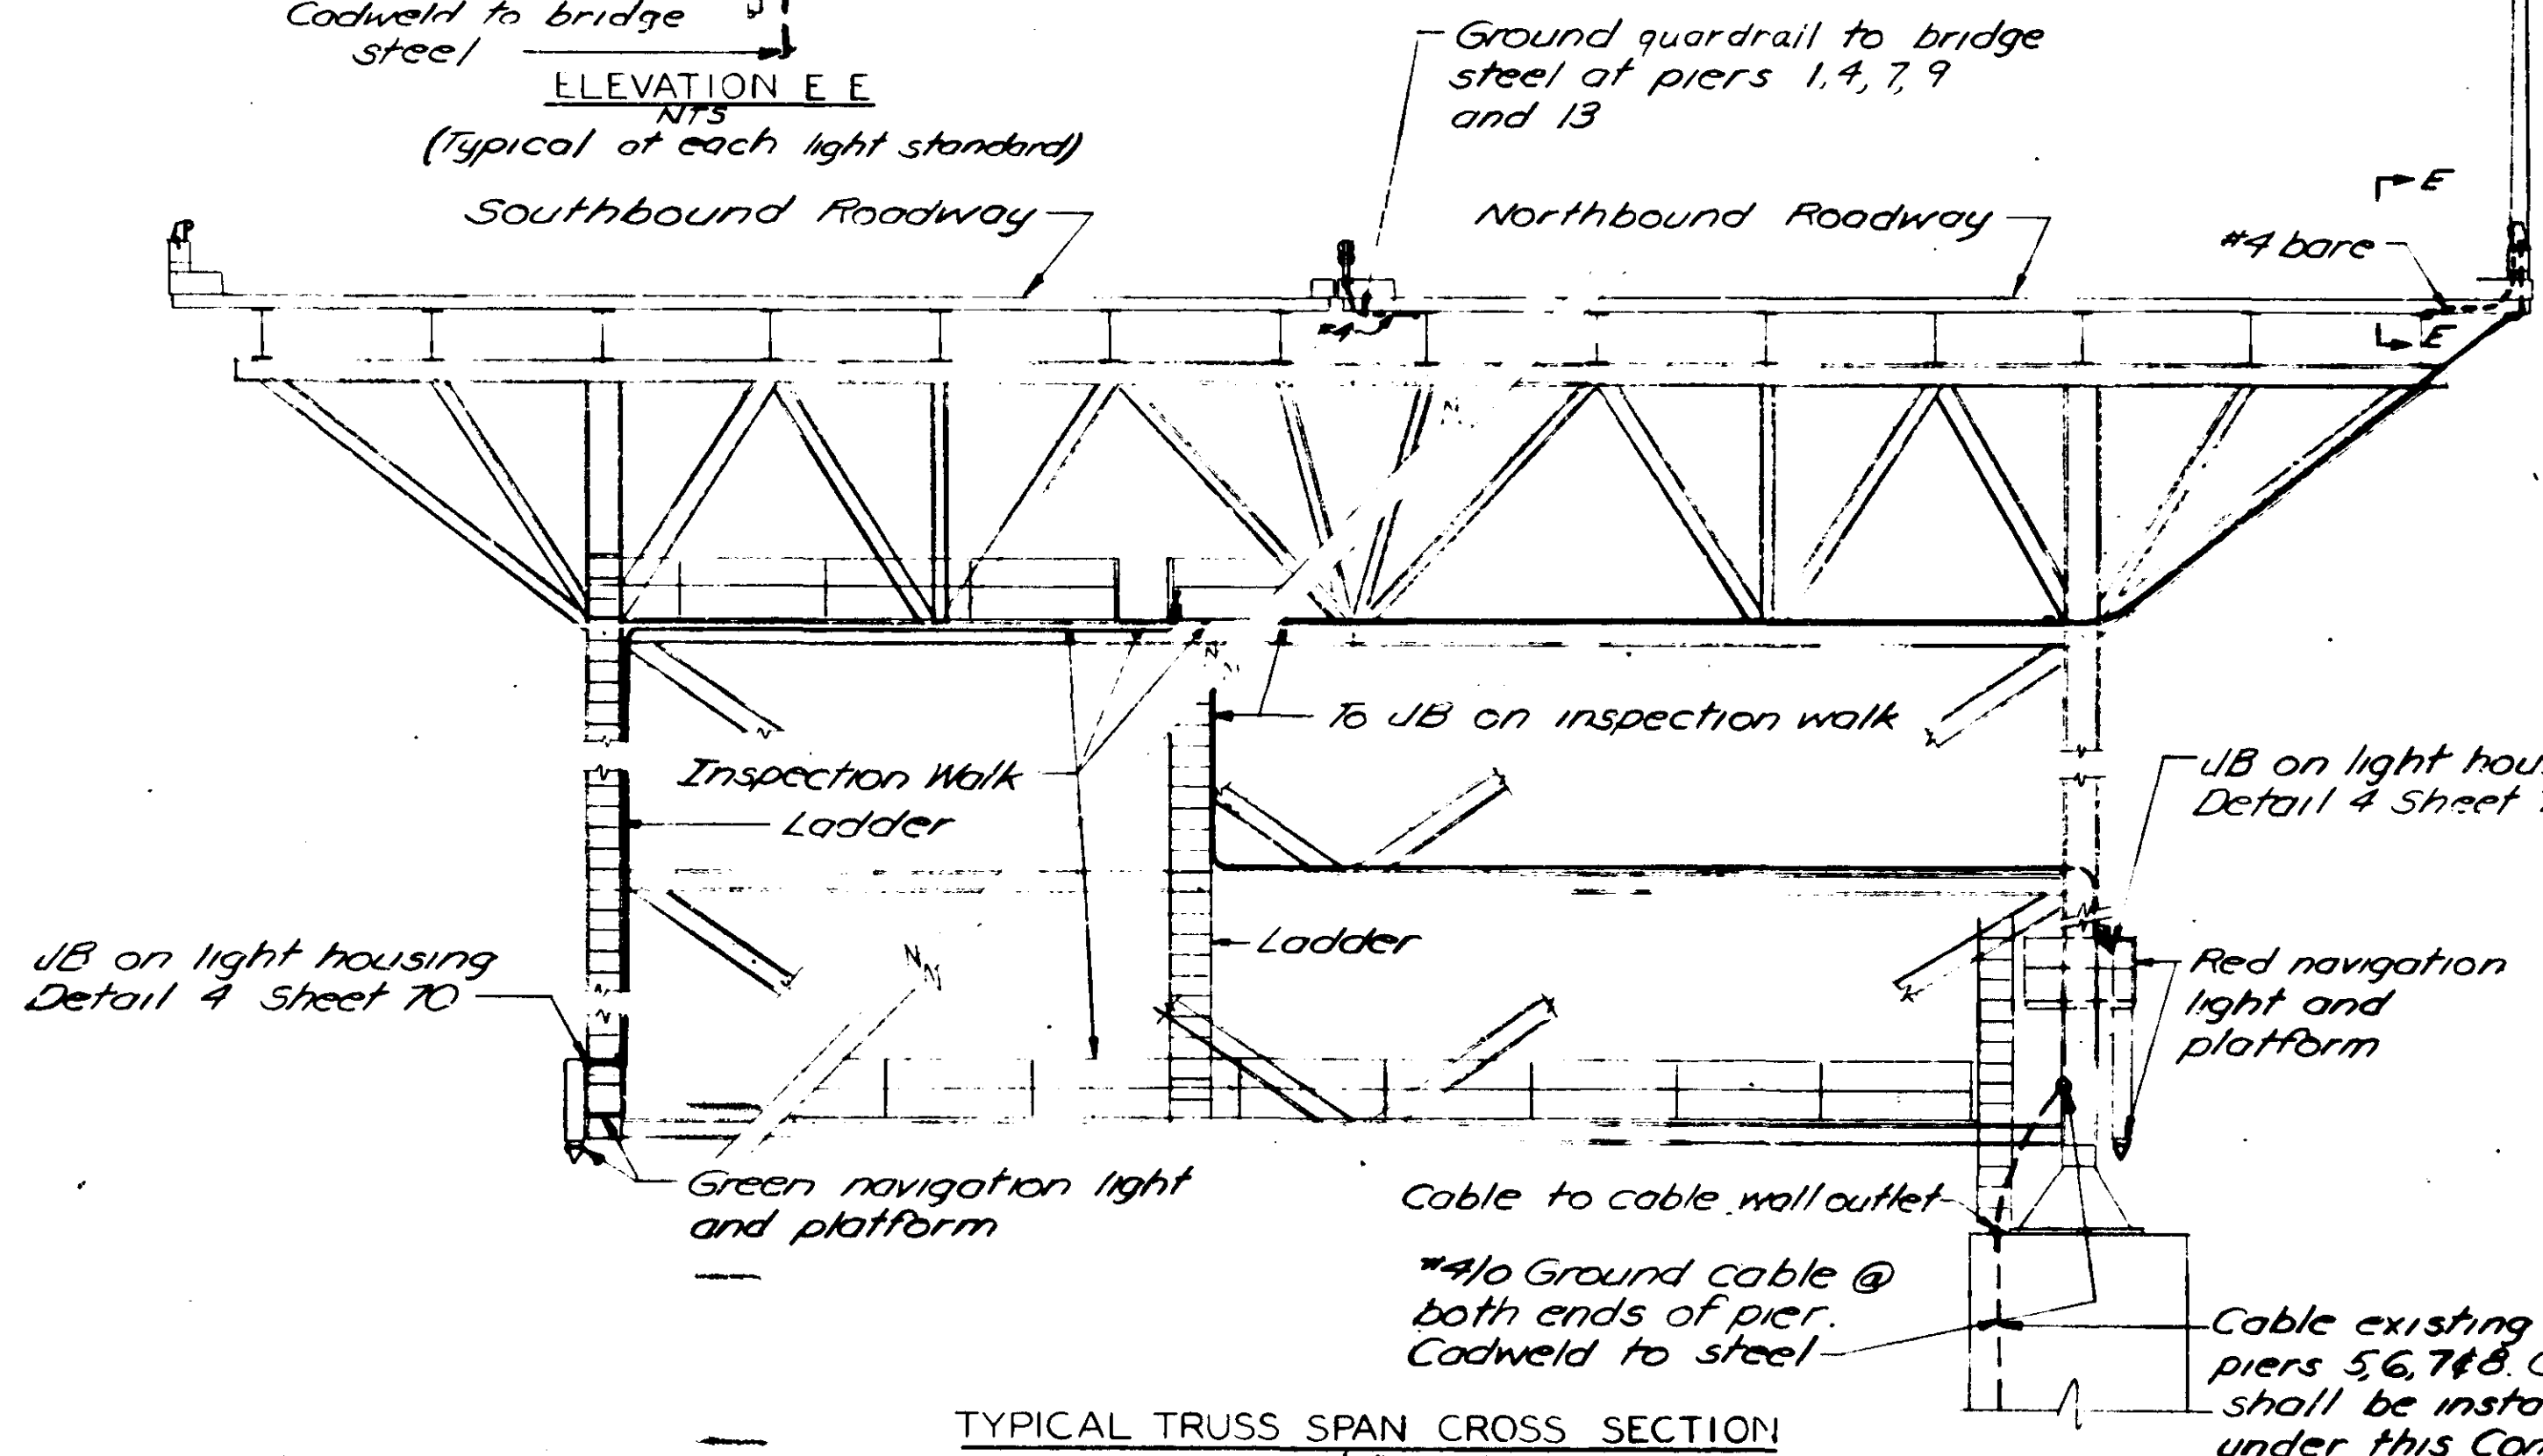 Cadweld to bridge
steel
ELEVATION E E
NTS
(Typical at each light standard)
Ground guardrail to bridge
steel at piers 1, 4, 7, 9
and 13
Southbound Roadway
Northbound Roadway
E
#4 bare
#4
E
To JB on inspection walk
Inspection Walk
Ladder
JB on light
Detail 4 Sheet
Ladder
JB on light housing
Detail 4 Sheet 70
Red navigation
light and
platform
Green navigation light
and platform
Cable to cable wall outlet
#4/0 Ground cable @
both ends of pier.
Cadweld to steel
Cable existing
piers 5,6,7&8.
shall be
under this
TYPICAL TRUSS SPAN CROSS SECTION